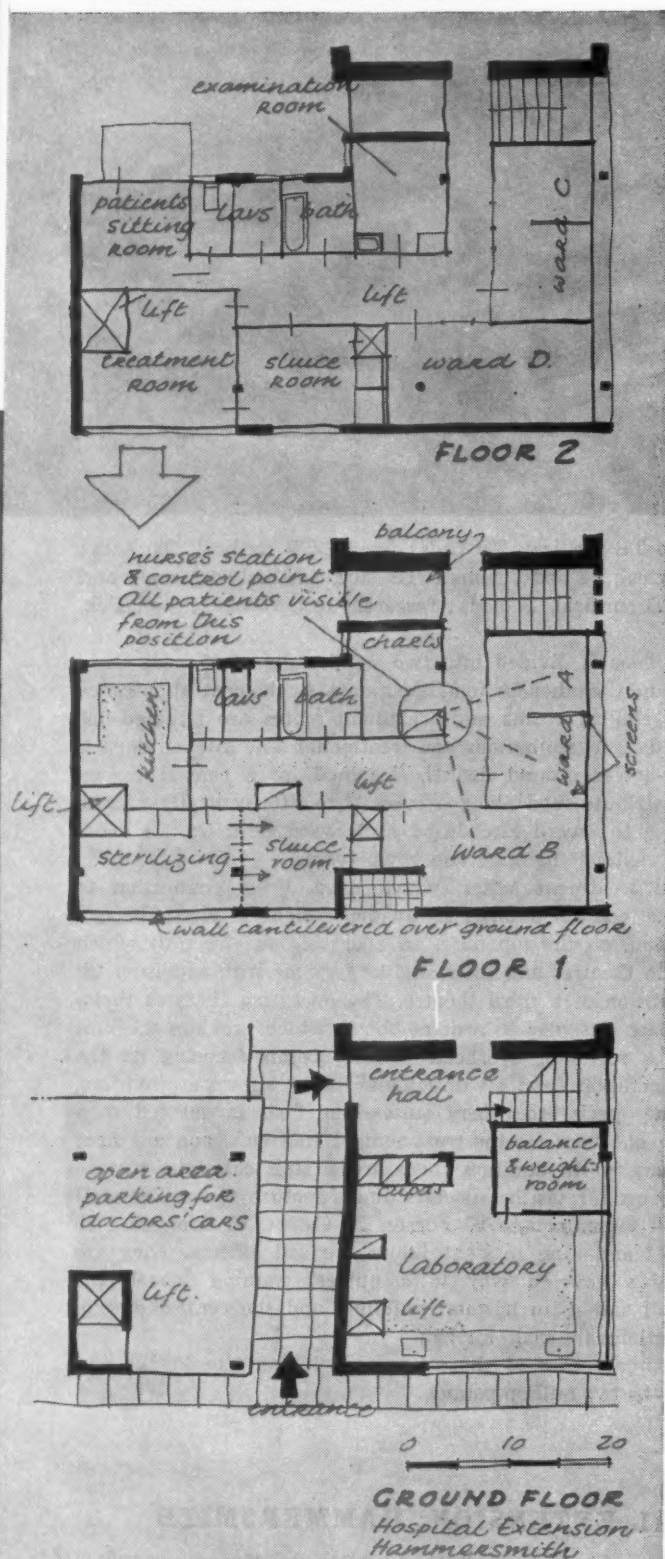 examination
room
patients
sitting
room
lavs
bath
ward C
lift
lift
treatment
room
sluice
room
ward D.
FLOOR 2
balcony
nurse's station
& control point.
All patients visible
from this
position
charts
kitchen
lavs
bath
ward A
screens
lift
lift
sterilizing
sluice
room
ward B
wall cantilevered over ground floor
FLOOR 1
entrance
hall
balance
& weights
room
open area
parking for
doctors' cars
cupds
laboratory
lift.
lift
entrance
0 10 20
GROUND FLOOR
Hospital Extension
Hammersmith